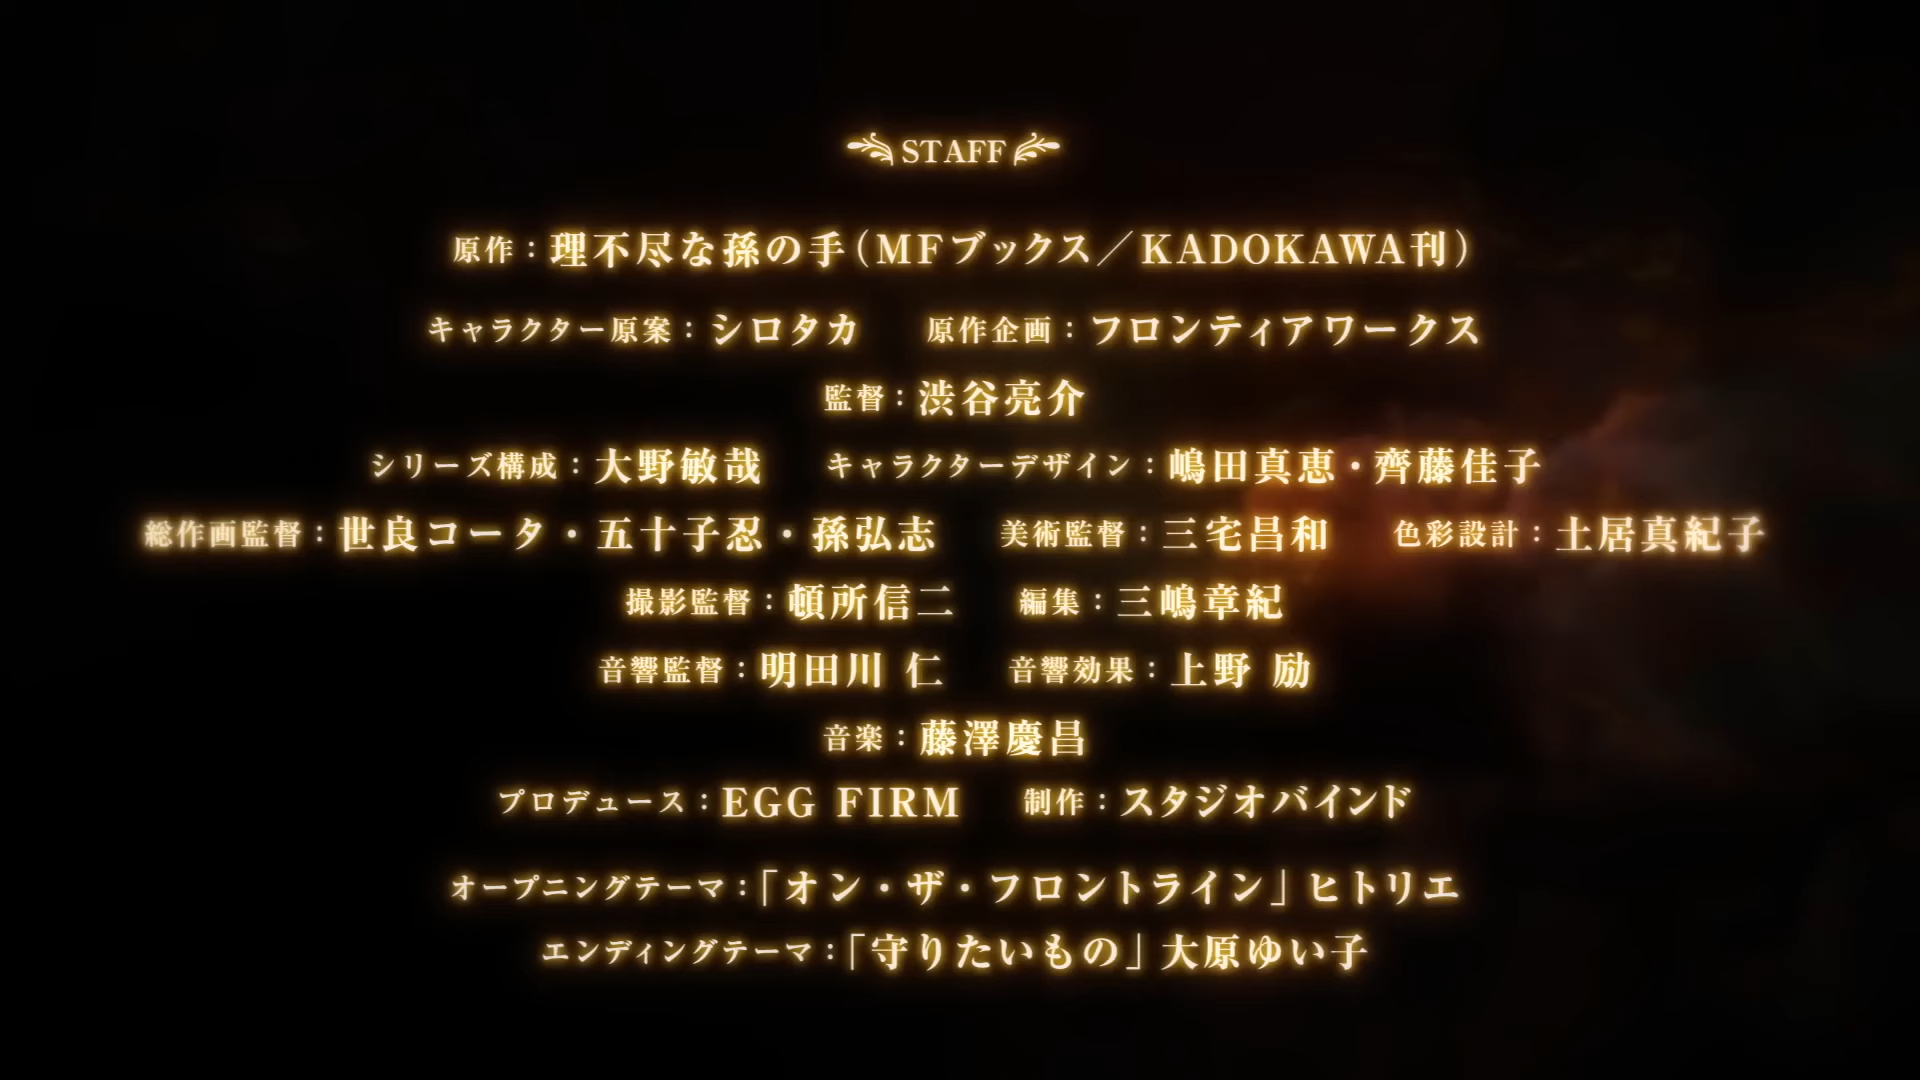 STAFF
原作：理不尽な孫の手（MFブックス／KADOKAWA刊）
キャラクター原案：シロタカ　原作企画：フロンティアワークス
監督：渋谷亮介
シリーズ構成：大野敏哉　キャラクターデザイン：嶋田真恵・齊藤佳子
総作画監督：世良コータ・五十子忍・孫弘志　美術監督：三宅昌和　色彩設計：土居真紀子
撮影監督：頓所信二　編集：三嶋章紀
音響監督：明田川 仁　音響効果：上野 励
音楽：藤澤慶昌
プロデュース：EGG FIRM　制作：スタジオバインド
オープニングテーマ：「オン・ザ・フロントライン」ヒトリエ
エンディングテーマ：「守りたいもの」大原ゆい子